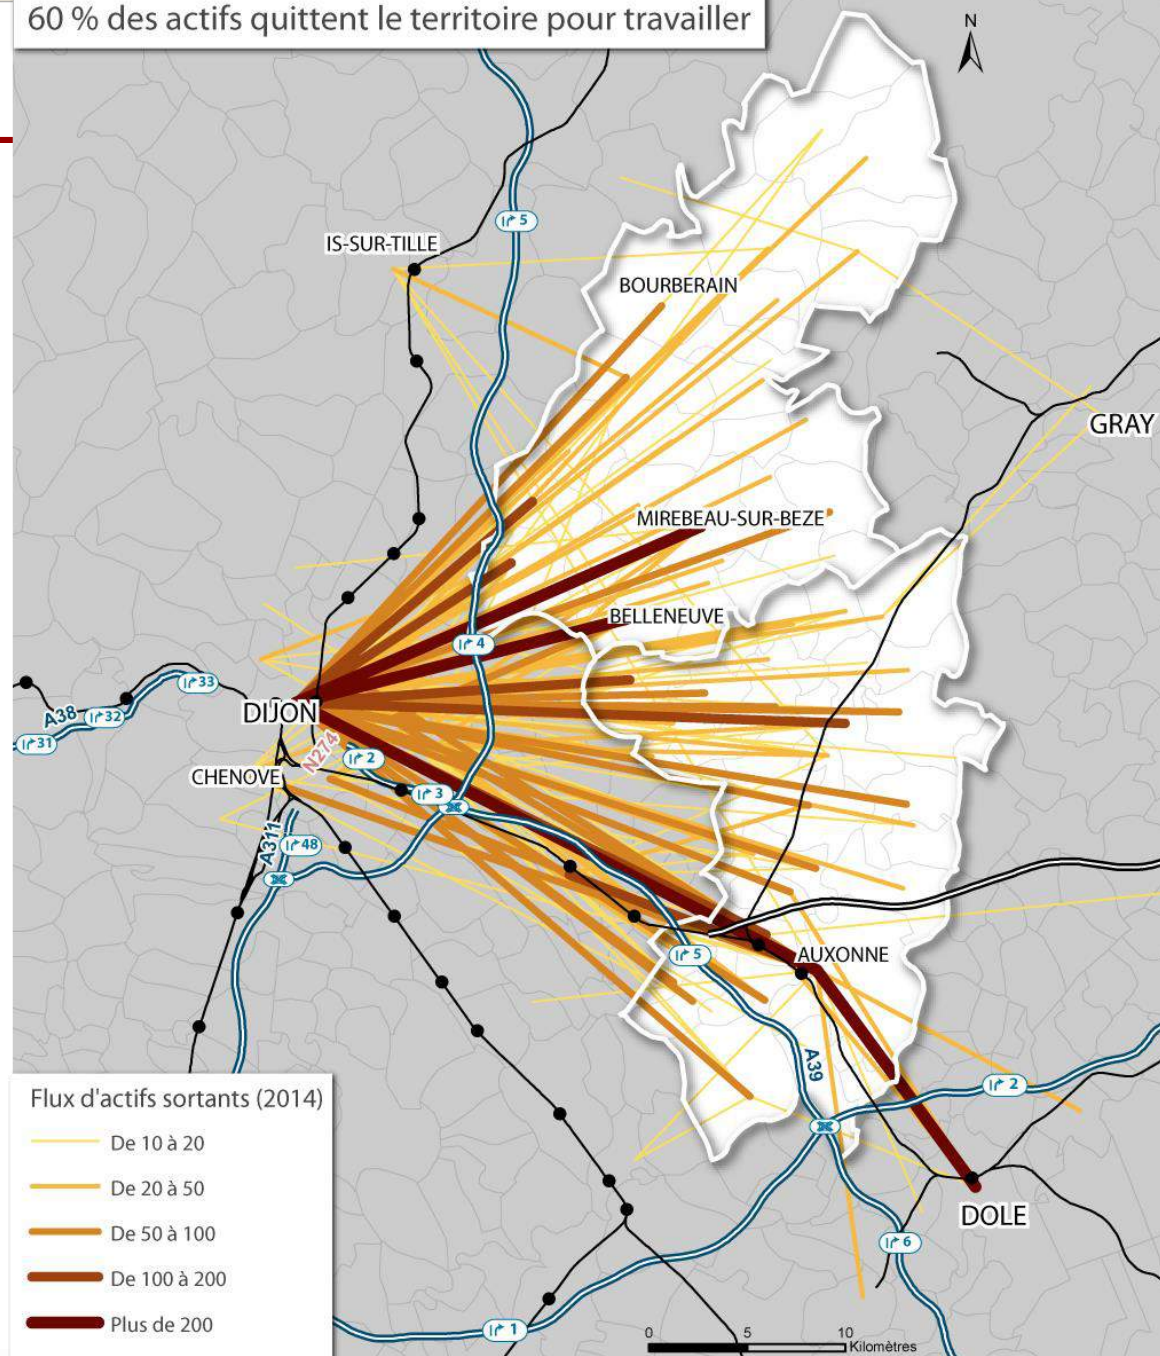 60 % des actifs quittent le territoire pour travailler
N
5
IS-SUR-TILLE
BOURBERAIN
GRAY
MIREBEAU-SUR-BEZE
BELLENEUVE
4
33
A38
32
31
DIJON
N274
2
CHENOVE
3
A311
48
5
AUXONNE
A39
2
DOLE
6
1
Flux d'actifs sortants (2014)
De 10 à 20
De 20 à 50
De 50 à 100
De 100 à 200
Plus de 200
0 5 10
Kilomètres